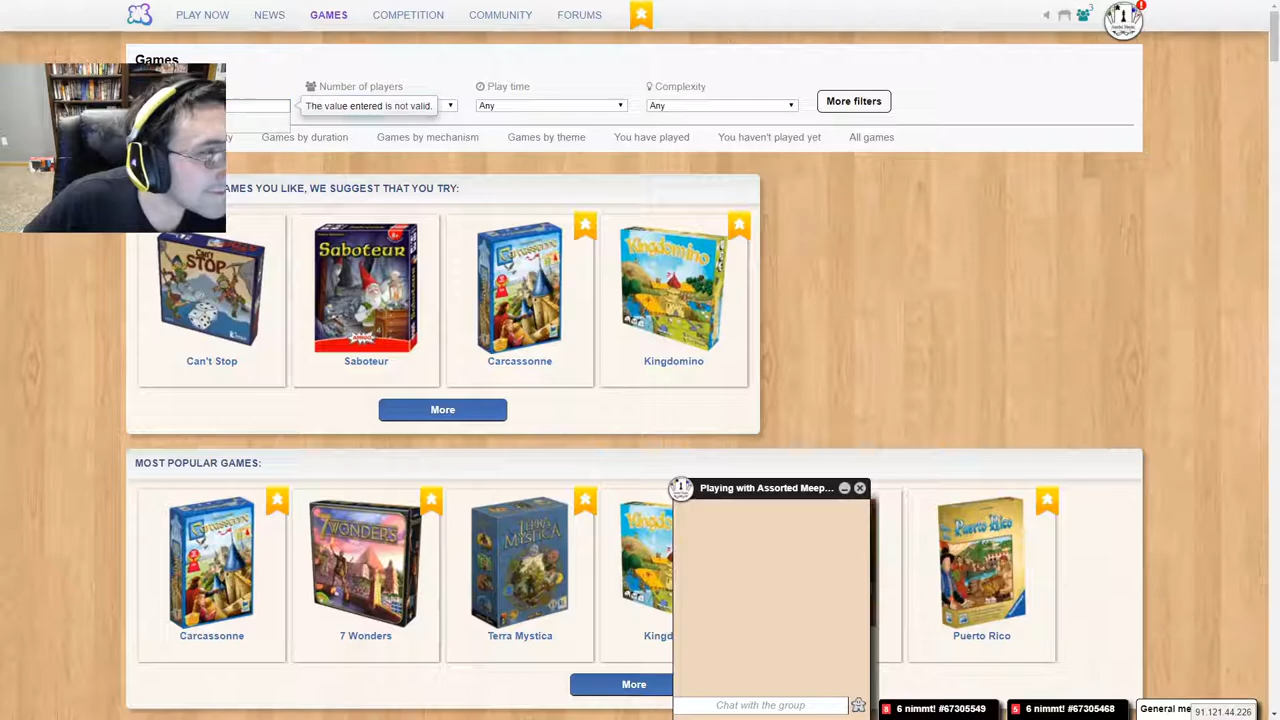 PLAY NOW NEWS GAMES COMPETITION COMMUNITY FORUMS 3 !
Games
Number of players Play time Complexity
The value entered is not valid. Any Any More filters
Games by duration Games by mechanism Games by theme You have played You haven't played yet All games
AMES YOU LIKE, WE SUGGEST THAT YOU TRY:
CAN'T STOP Saboteur Carcassonne Kingdomino
Can't Stop Saboteur Carcassonne Kingdomino
More
MOST POPULAR GAMES:
Playing with Assorted Meep...
Carcassonne 7 WONDERS TERRA MYSTICA Puerto Rico
Carcassonne 7 Wonders Terra Mystica Kingd Puerto Rico
More
Chat with the group
6 nimmt! #67305549 6 nimmt! #67305468 General me
91.121.44.226